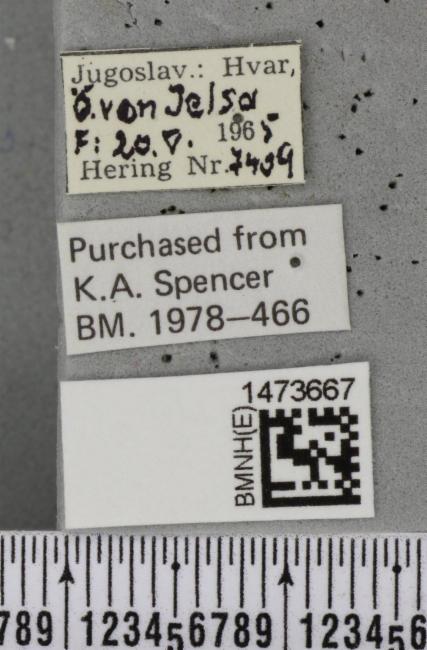 Jugoslav.: Hvar,
Ö. von Jelsa
F: 20. V. 1965
Hering Nr. 7409
Purchased from
K.A. Spencer
BM. 1978–466
1473667
BMNH(E)
789 123456789 123456